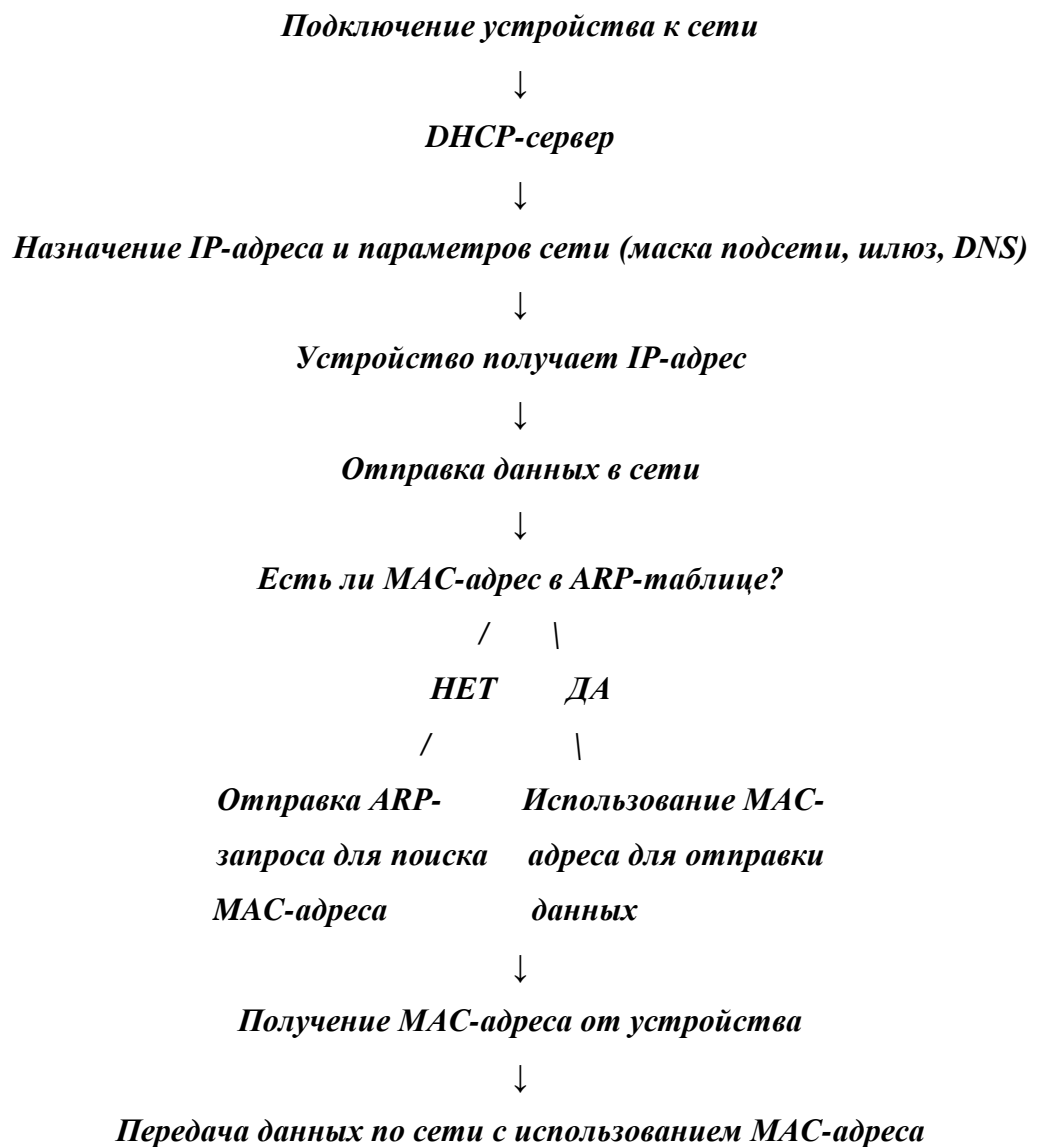 Подключение устройства к сети
↓
DHCP-сервер
↓
Назначение IP-адреса и параметров сети (маска подсети, шлюз, DNS)
↓
Устройство получает IP-адрес
↓
Отправка данных в сети
↓
Есть ли MAC-адрес в ARP-таблице?
/ \
НЕТ ДА
/ \
Отправка ARP- Использование MAC-
запроса для поиска адреса для отправки
MAC-адреса данных
↓
Получение MAC-адреса от устройства
↓
Передача данных по сети с использованием MAC-адреса